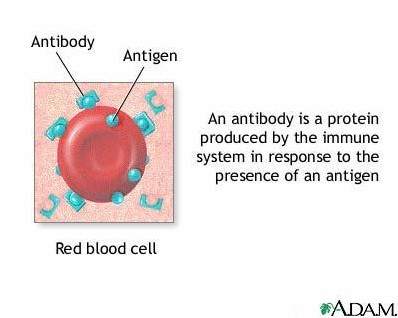 Antibody
Antigen
An antibody is a protein
produced by the immune
system in response to the
presence of an antigen
Red blood cell
A.D.A.M.